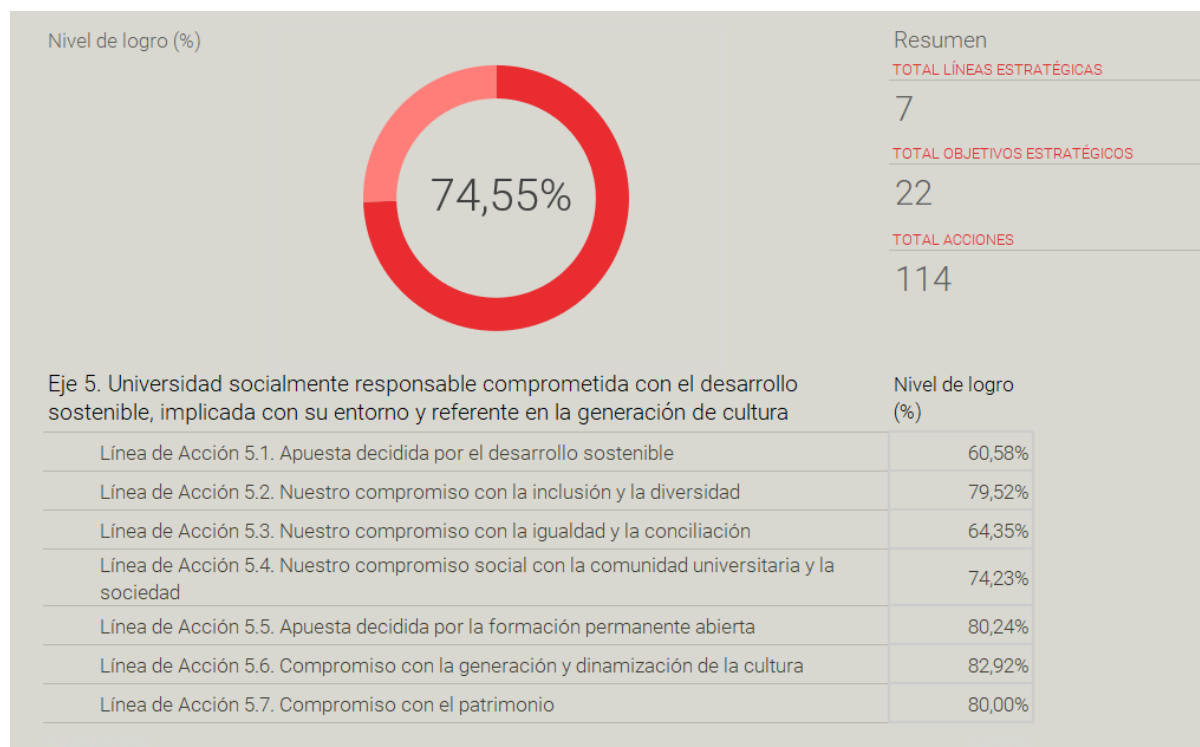 Nivel de logro (%)
74,55%
Resumen
TOTAL LÍNEAS ESTRATÉGICAS
7
TOTAL OBJETIVOS ESTRATÉGICOS
22
TOTAL ACCIONES
114
Eje 5. Universidad socialmente responsable comprometida con el desarrollo
sostenible, implicada con su entorno y referente en la generación de cultura
Nivel de logro
(%)
Línea de Acción 5.1. Apuesta decidida por el desarrollo sostenible 60,58%
Línea de Acción 5.2. Nuestro compromiso con la inclusión y la diversidad 79,52%
Línea de Acción 5.3. Nuestro compromiso con la igualdad y la conciliación 64,35%
Línea de Acción 5.4. Nuestro compromiso social con la comunidad universitaria y la
sociedad 74,23%
Línea de Acción 5.5. Apuesta decidida por la formación permanente abierta 80,24%
Línea de Acción 5.6. Compromiso con la generación y dinamización de la cultura 82,92%
Línea de Acción 5.7. Compromiso con el patrimonio 80,00%